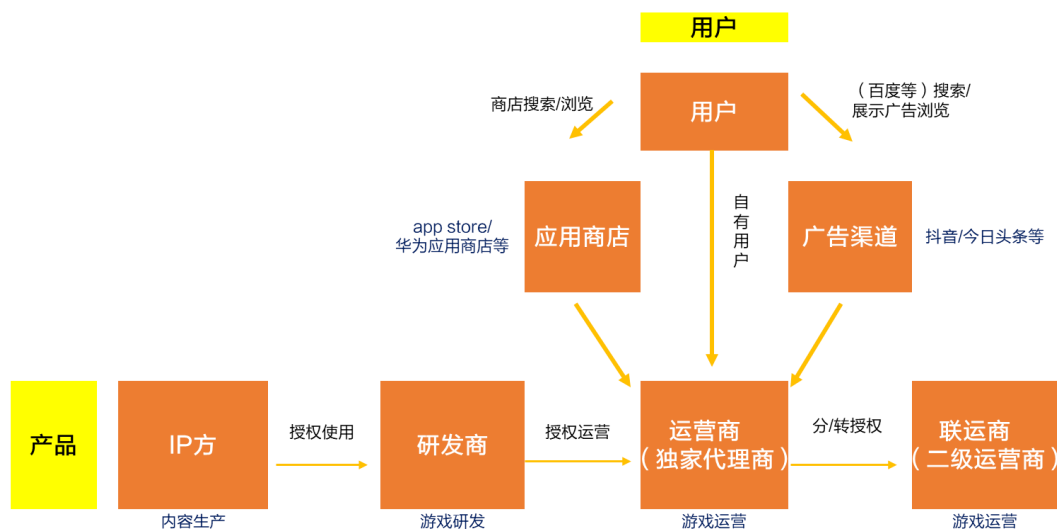 用户
用户
商店搜索/浏览
（百度等）搜索/
展示广告浏览
app store/
华为应用商店等
应用商店
自有用户
广告渠道
抖音/今日头条等
产品
IP方
授权使用
研发商
授权运营
运营商
（独家代理商）
分/转授权
联运商
（二级运营商）
内容生产
游戏研发
游戏运营
游戏运营